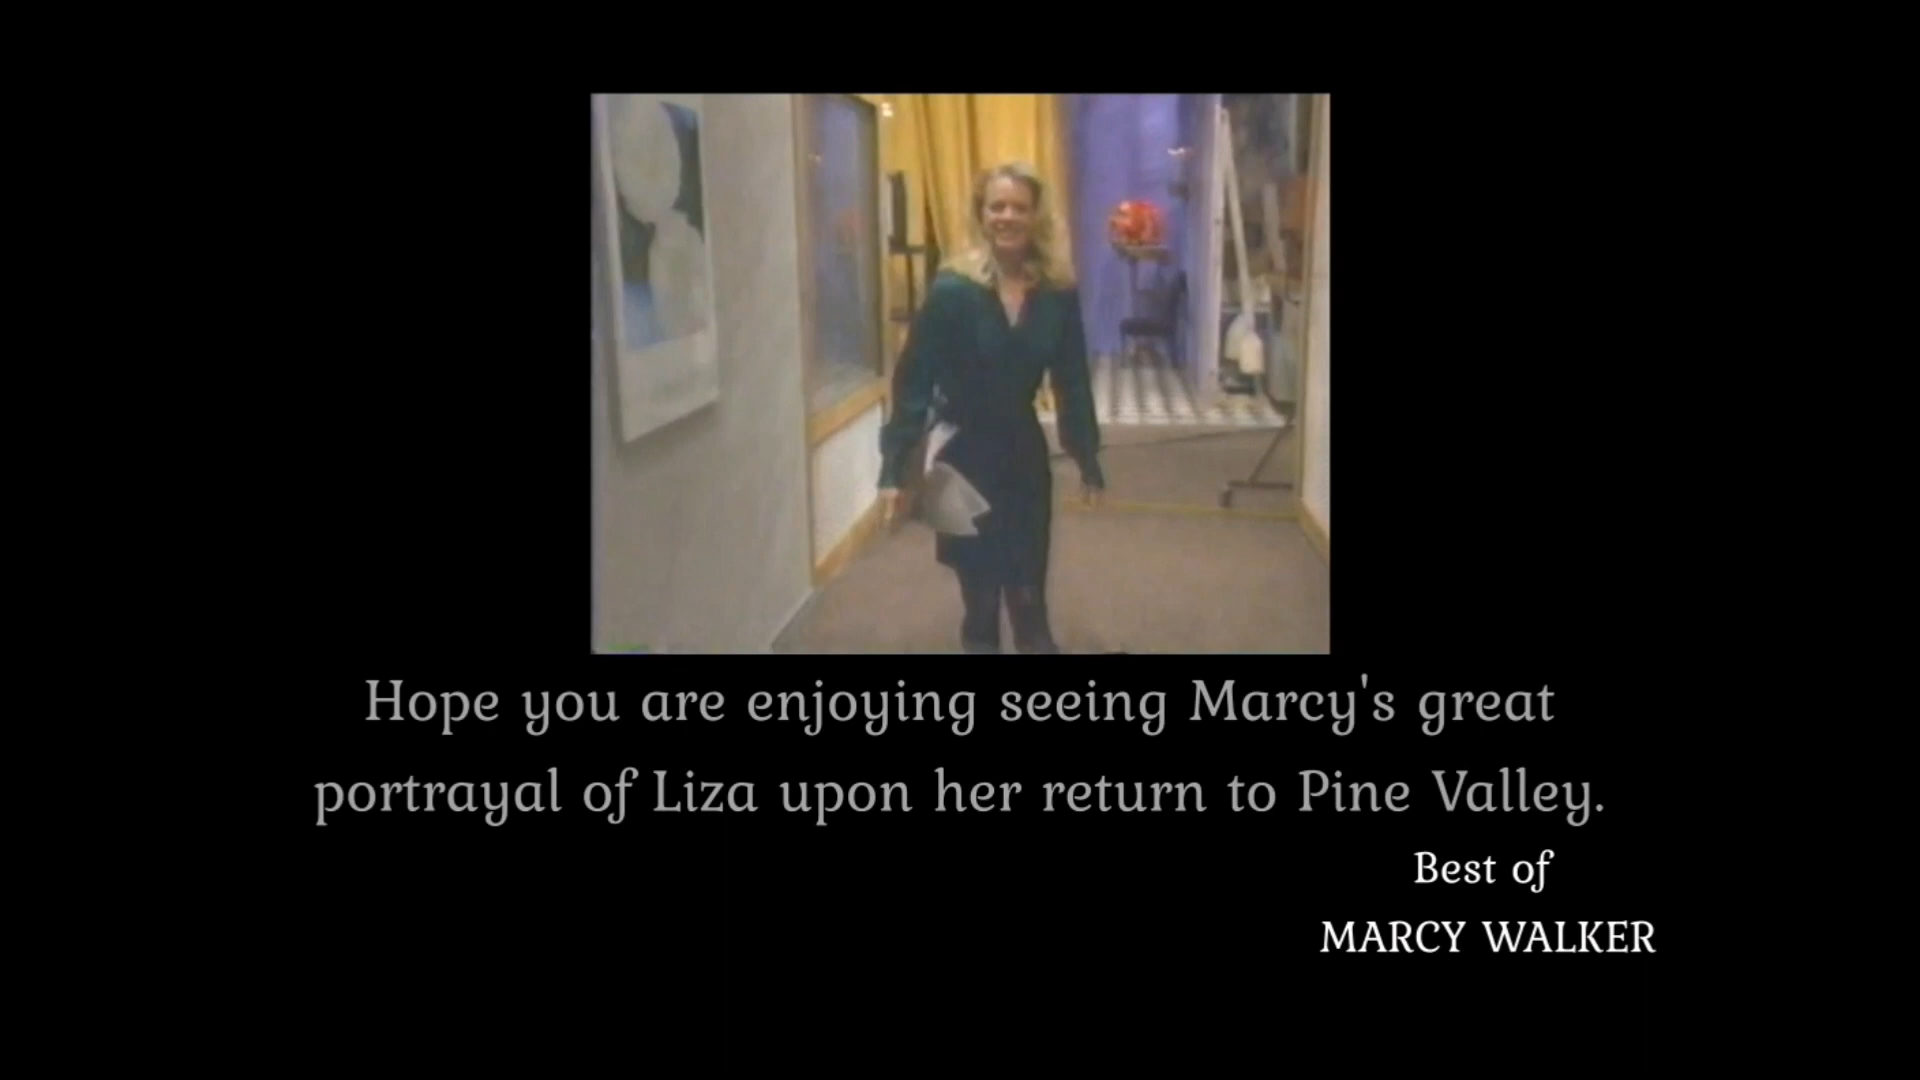 Hope you are enjoying seeing Marcy's great
portrayal of Liza upon her return to Pine Valley.
Best of
MARCY WALKER